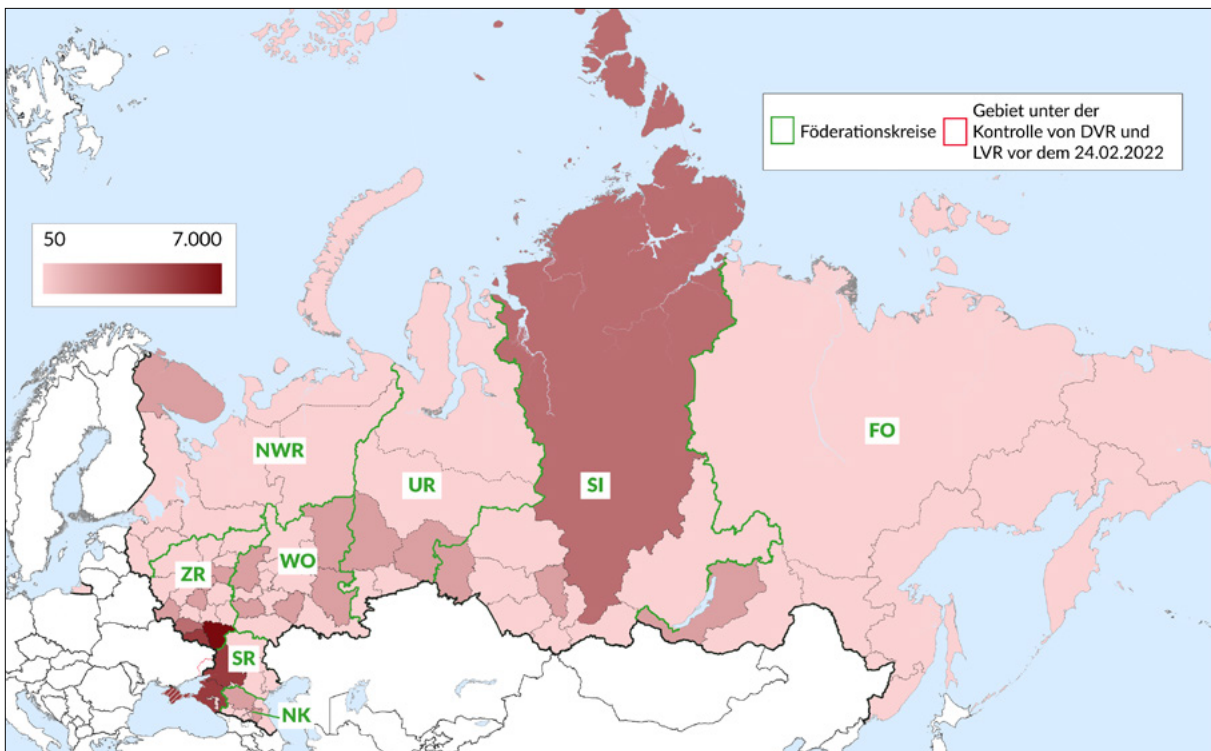 Föderationskreise
Gebiet unter der
Kontrolle von DVR und
LVR vor dem 24.02.2022
50 7.000
NWR
FO
UR
SI
WO
ZR
SR
NK